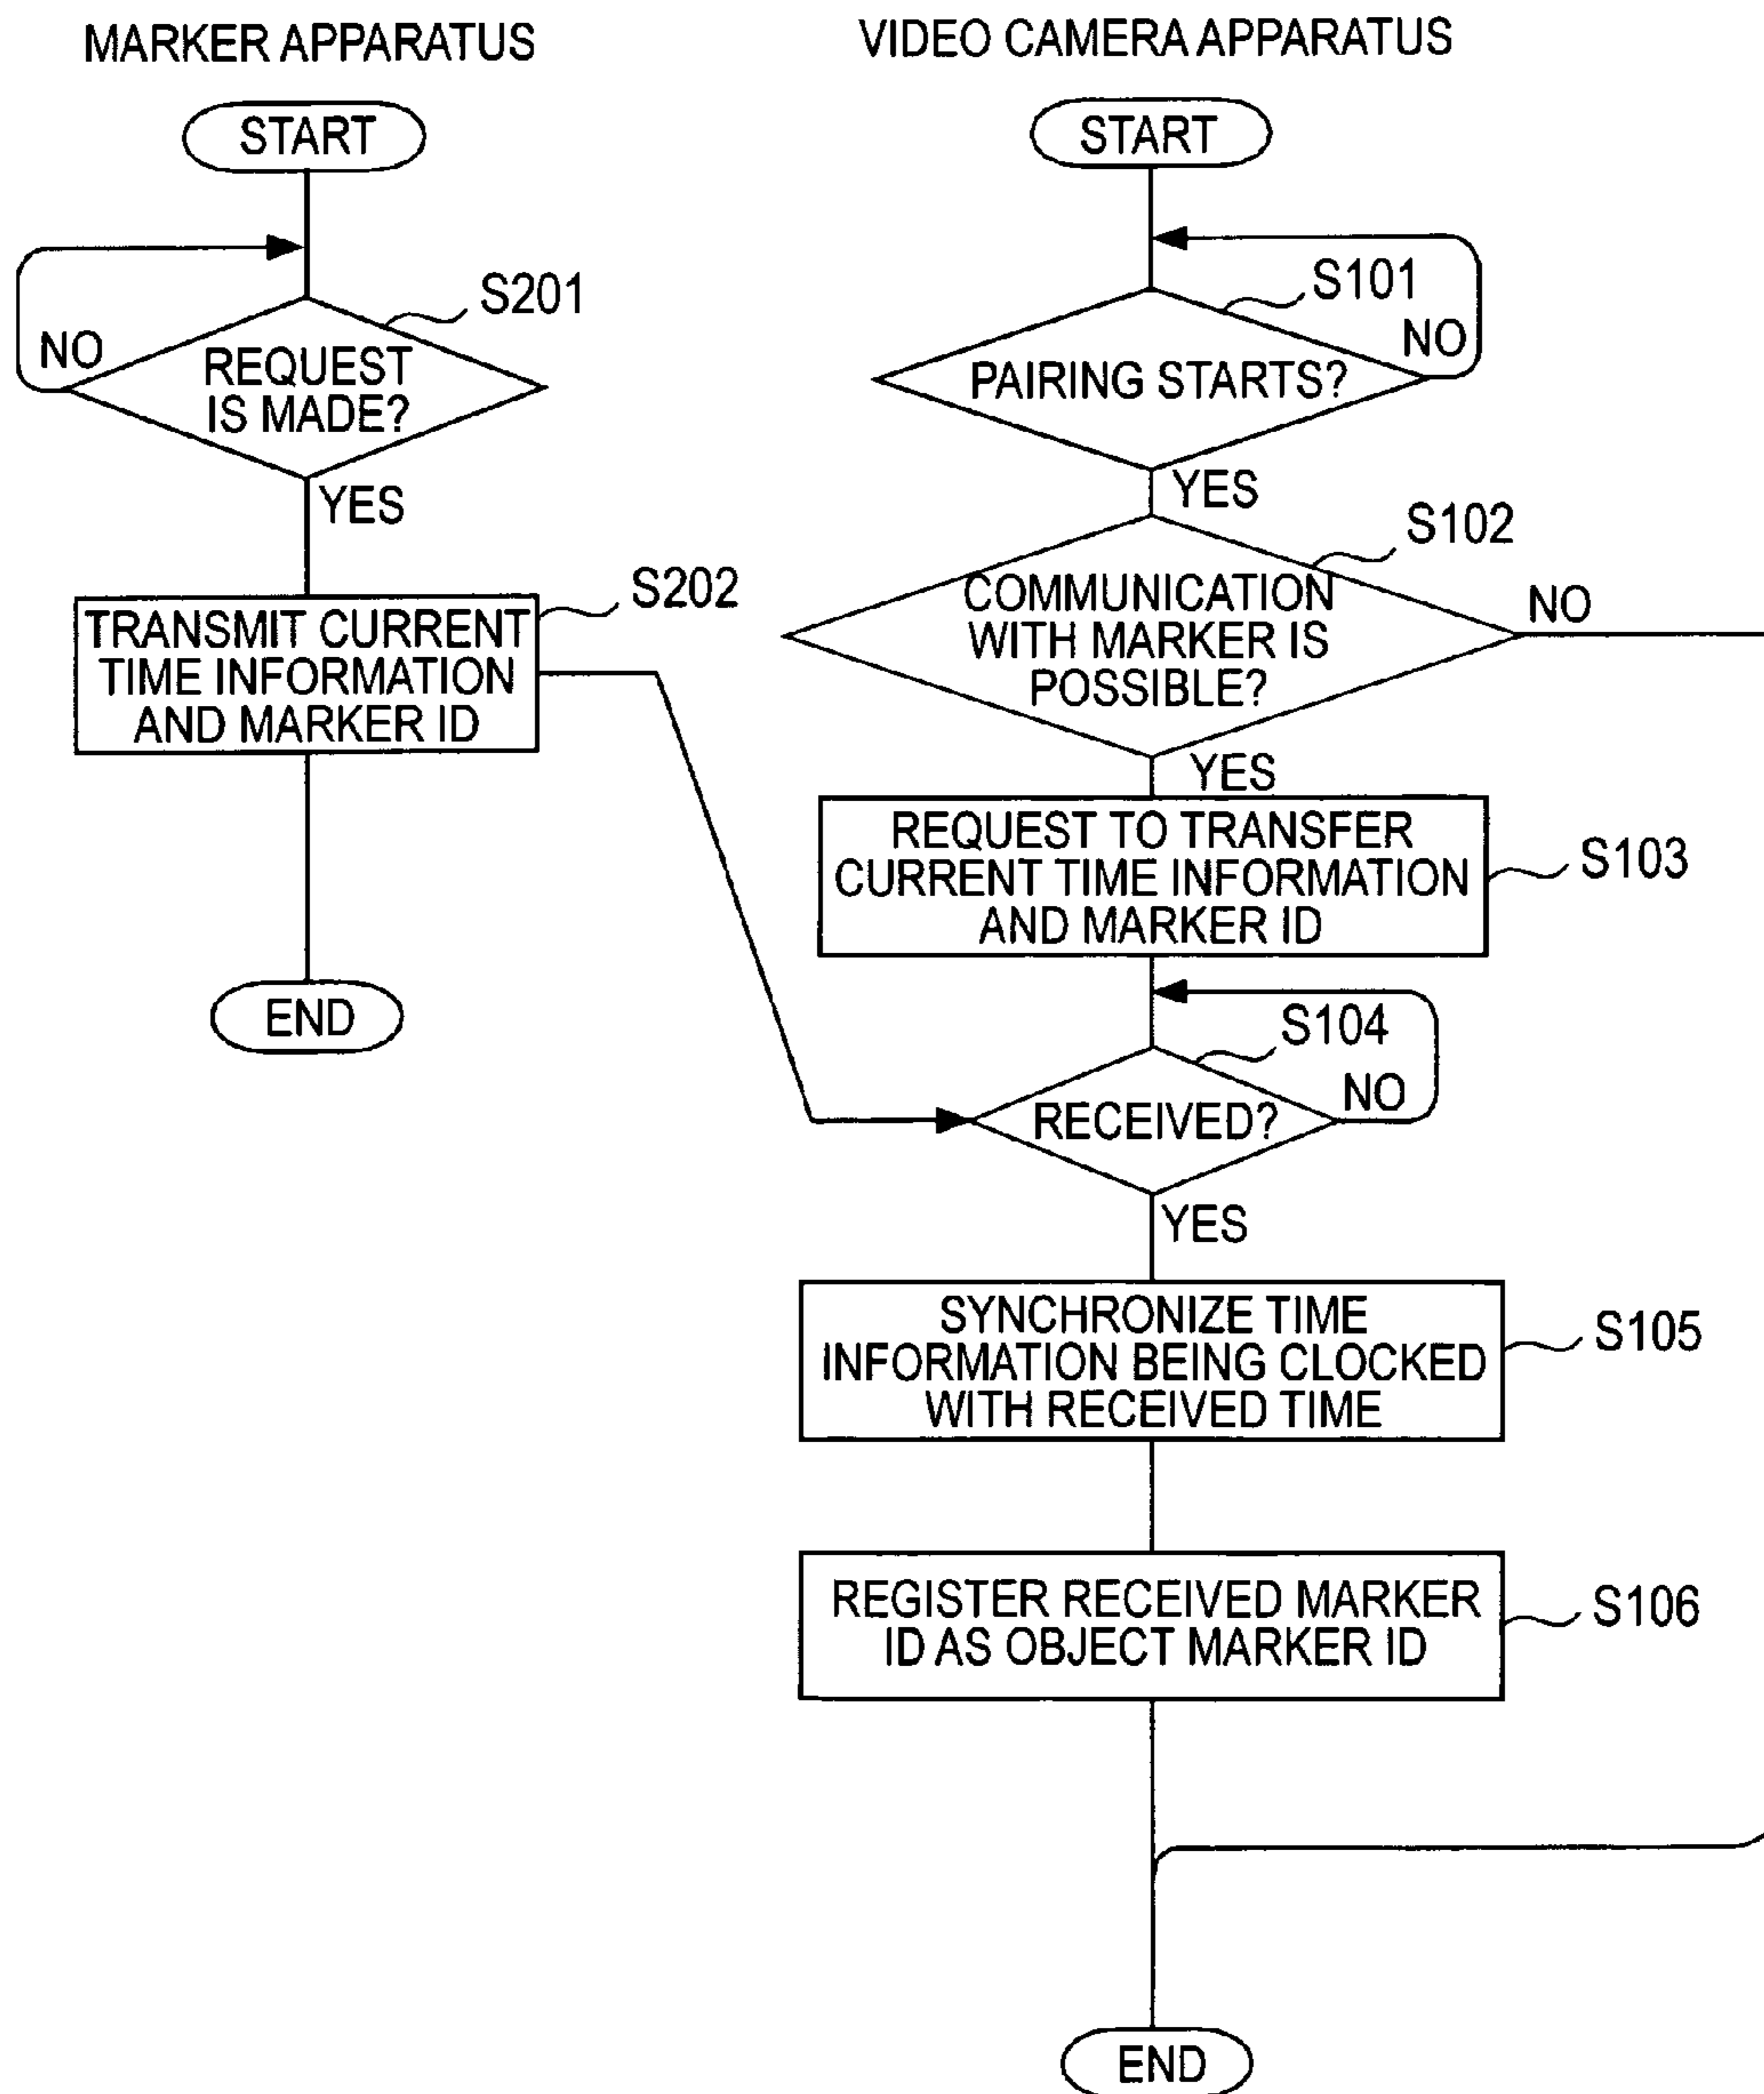 MARKER APPARATUS
START
S201
NO
REQUEST
IS MADE?
YES
S202
TRANSMIT CURRENT
TIME INFORMATION
AND MARKER ID
END
VIDEO CAMERA APPARATUS
START
S101
NO
PAIRING STARTS?
YES
S102
COMMUNICATION
WITH MARKER IS
POSSIBLE?
NO
YES
REQUEST TO TRANSFER
CURRENT TIME INFORMATION
AND MARKER ID
S103
S104
RECEIVED?
NO
YES
SYNCHRONIZE TIME
INFORMATION BEING CLOCKED
WITH RECEIVED TIME
S105
REGISTER RECEIVED MARKER
ID AS OBJECT MARKER ID
S106
END